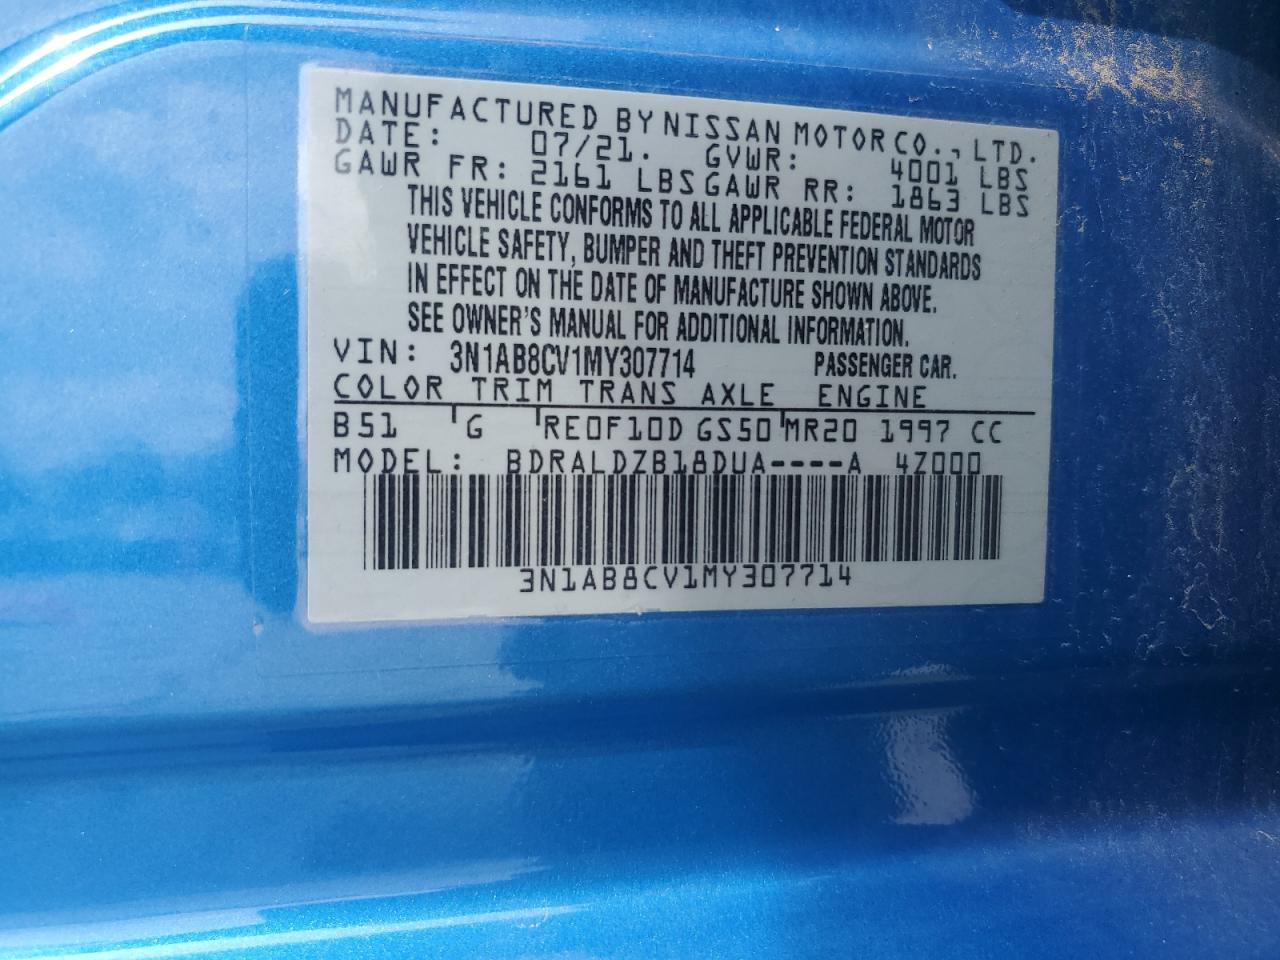 MANUFACTURED BY NISSAN MOTOR CO., LTD.
DATE: 07/21. GVWR: 4001 LBS
GAWR FR: 2161 LBS GAWR RR: 1863 LBS
THIS VEHICLE CONFORMS TO ALL APPLICABLE FEDERAL MOTOR
VEHICLE SAFETY, BUMPER AND THEFT PREVENTION STANDARDS
IN EFFECT ON THE DATE OF MANUFACTURE SHOWN ABOVE.
SEE OWNER'S MANUAL FOR ADDITIONAL INFORMATION.
VIN: 3N1AB8CV1MY307714 PASSENGER CAR.
COLOR TRIM TRANS AXLE ENGINE
B51 G RE0F10D GS50 MR20 1997 CC
MODEL: BDRALDZB18DUA----A 4Z000
3N1AB8CV1MY307714